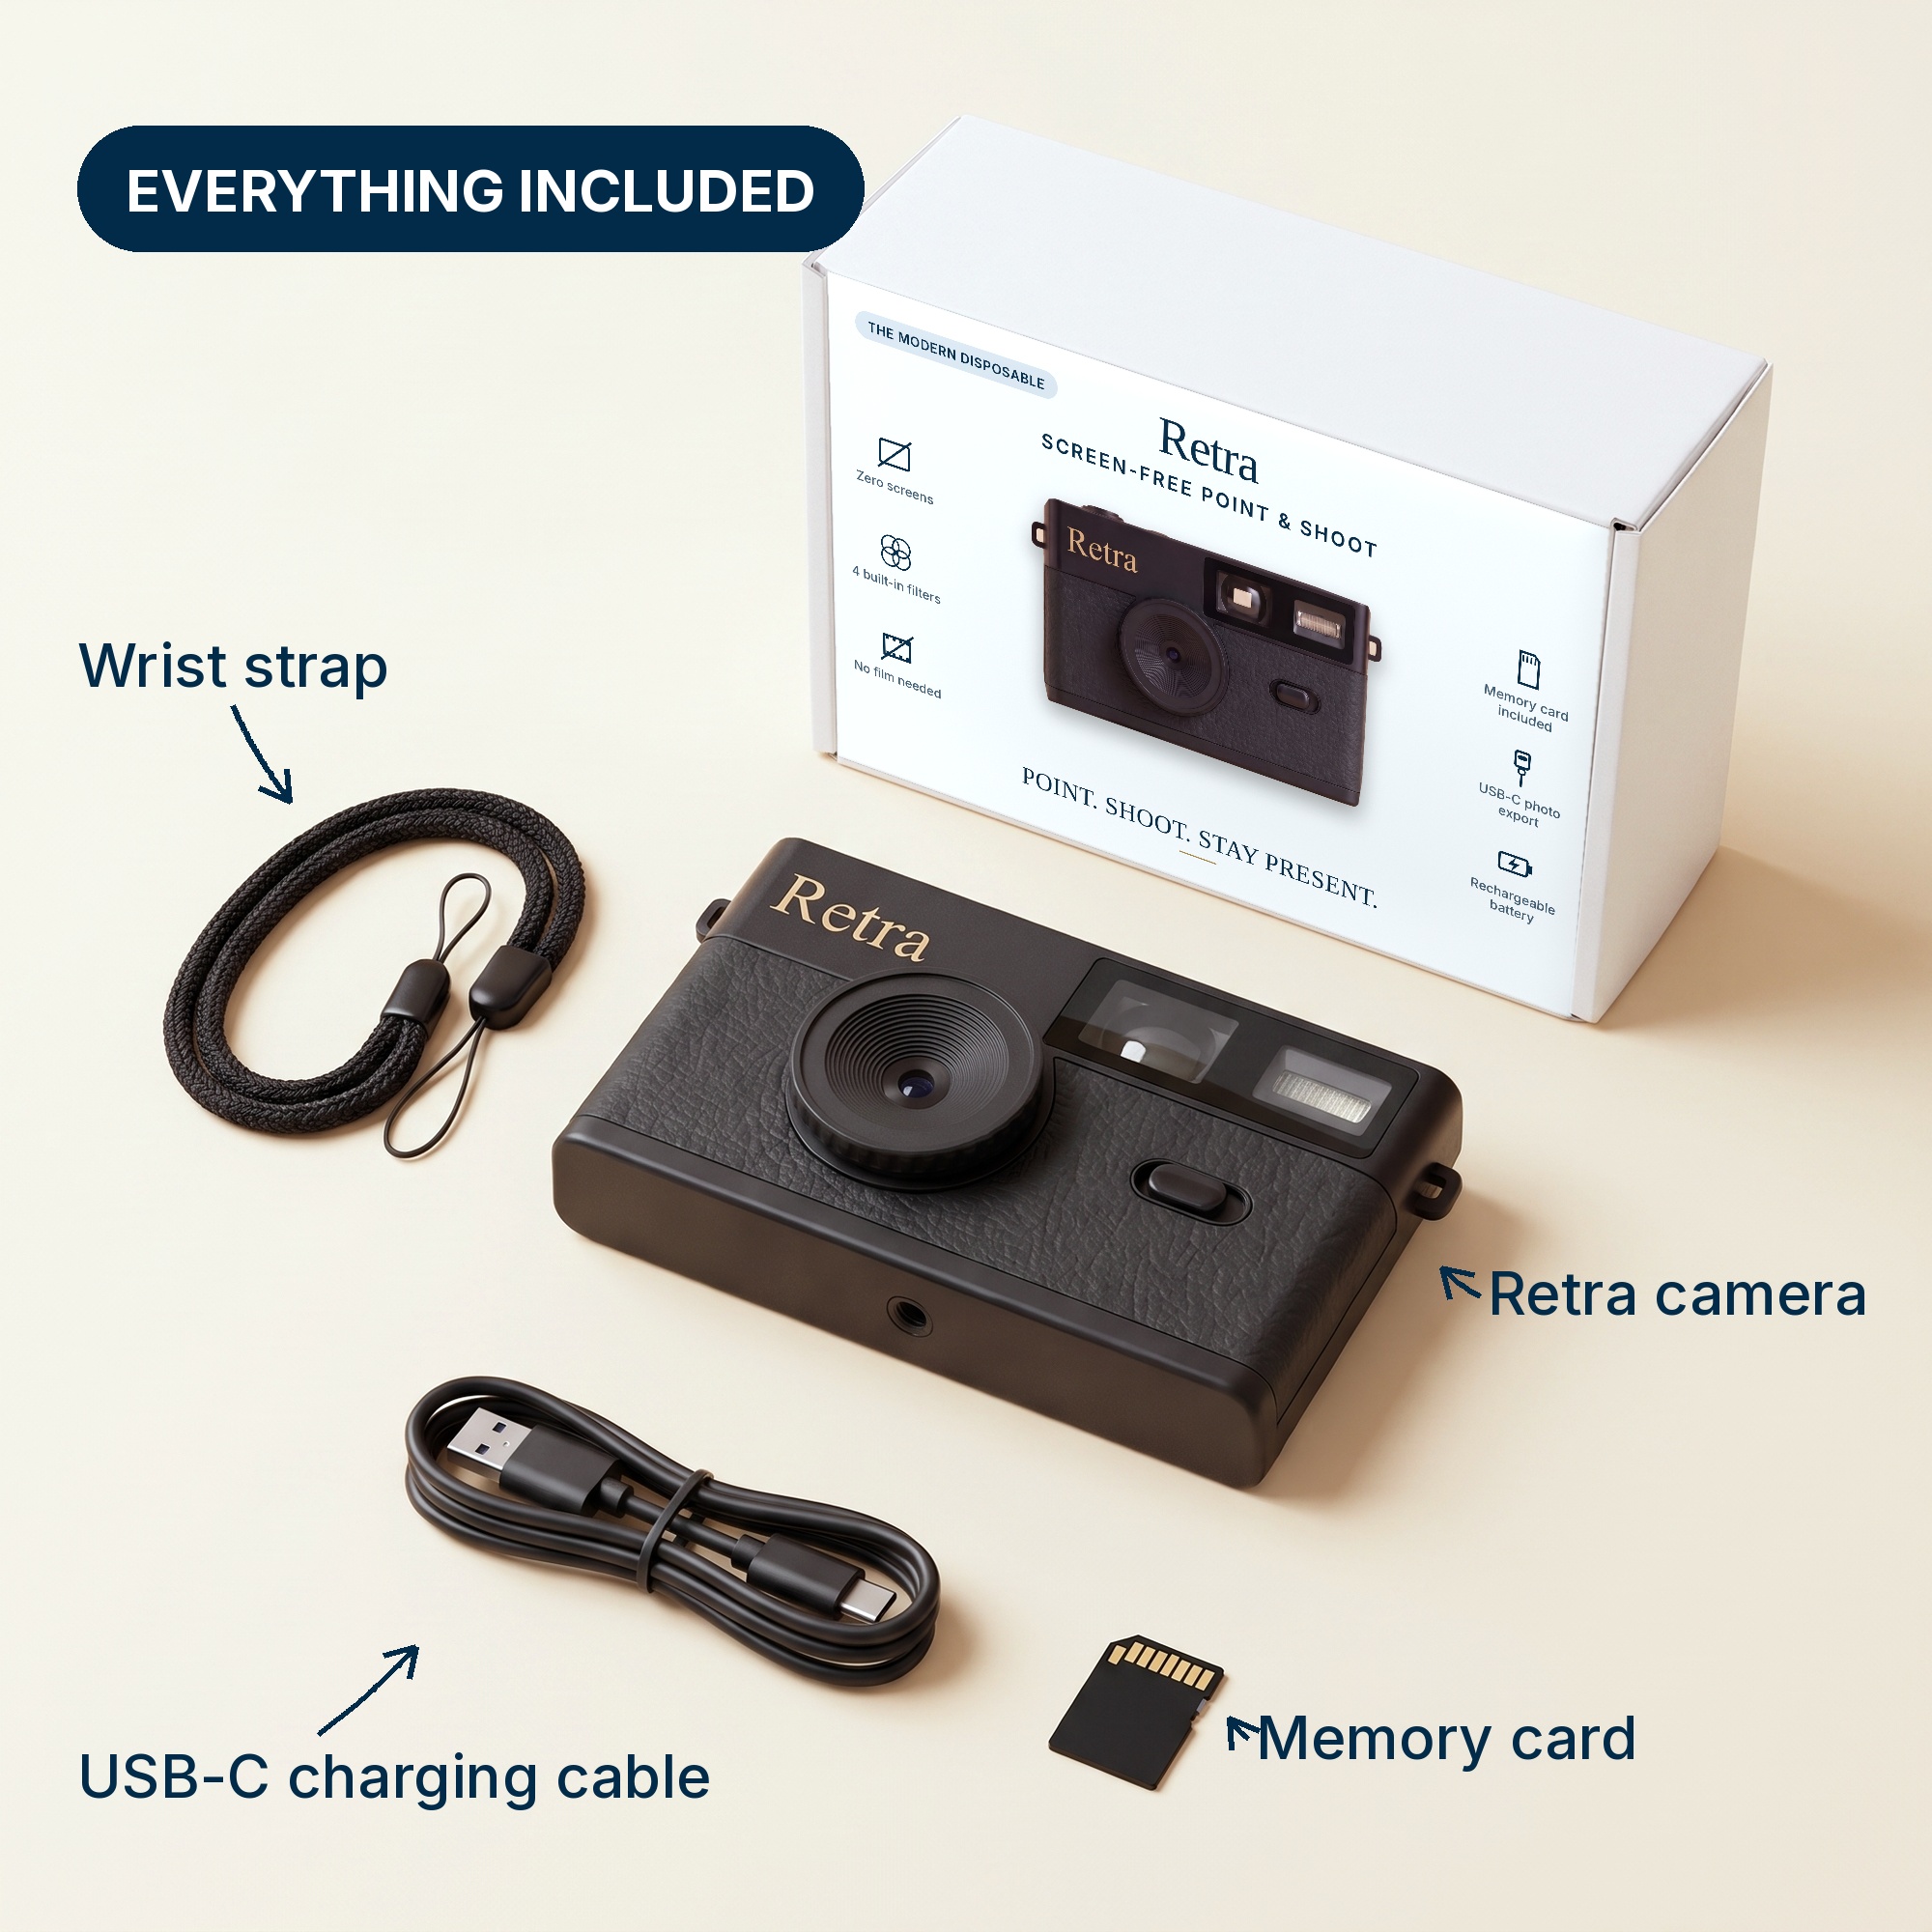 EVERYTHING INCLUDED
THE MODERN DISPOSABLE
Retra
SCREEN-FREE POINT & SHOOT
Zero screens
4 built-in filters
No film needed
Retra
Memory card
included
USB-C photo
export
Rechargeable
battery
POINT. SHOOT. STAY PRESENT.
Wrist strap
Retra
Retra camera
USB-C charging cable
Memory card